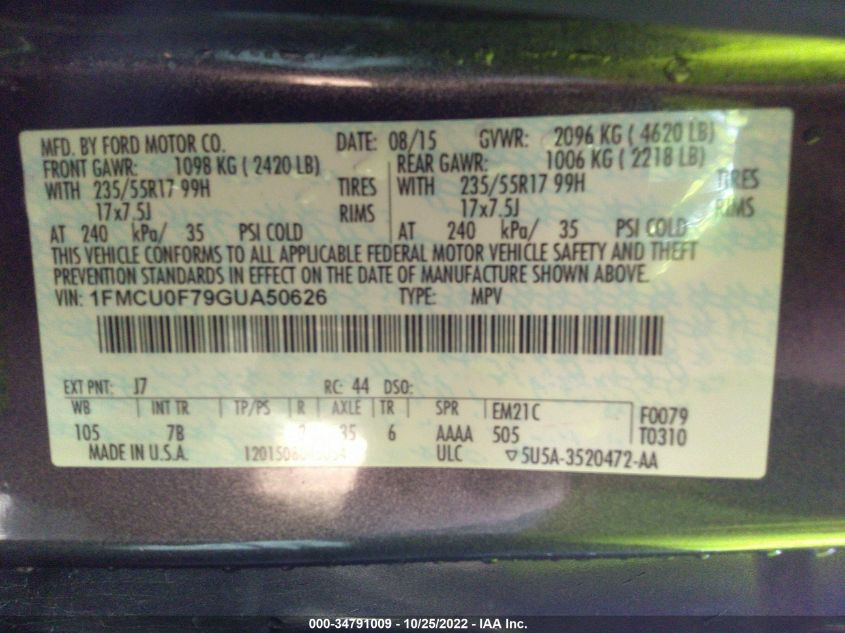 MFD. BY FORD MOTOR CO. DATE: 08/15 GVWR: 2096 KG ( 4620 LB)
FRONT GAWR: 1098 KG ( 2420 LB) REAR GAWR: 1006 KG ( 2218 LB)
WITH 235/55R17 99H TIRES WITH 235/55R17 99H TIRES
17x7.5J RIMS 17x7.5J RIMS
AT 240 kPa/ 35 PSI COLD AT 240 kPa/ 35 PSI COLD
THIS VEHICLE CONFORMS TO ALL APPLICABLE FEDERAL MOTOR VEHICLE SAFETY AND THEFT
PREVENTION STANDARDS IN EFFECT ON THE DATE OF MANUFACTURE SHOWN ABOVE.
VIN: 1FMCU0F79GUA50626 TYPE: MPV
EXT PNT: J7 RC: 44 DSO:
WB INT TR TP/PS R AXLE TR SPR EM21C F0079
105 7B 35 6 AAAA 505 T0310
MADE IN U.S.A. ULC ▽5U5A-3520472-AA
000-34791009 - 10/25/2022 - IAA Inc.